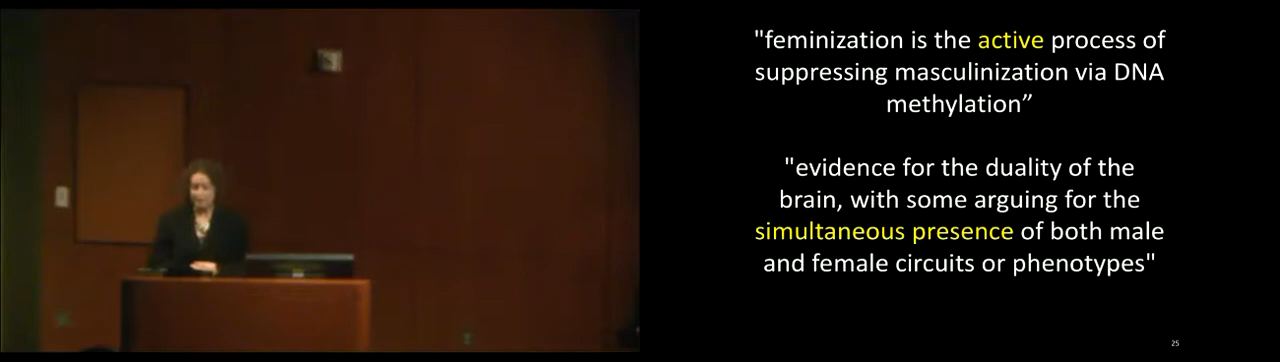 "feminization is the active process of
suppressing masculinization via DNA
methylation”
"evidence for the duality of the
brain, with some arguing for the
simultaneous presence of both male
and female circuits or phenotypes"
25